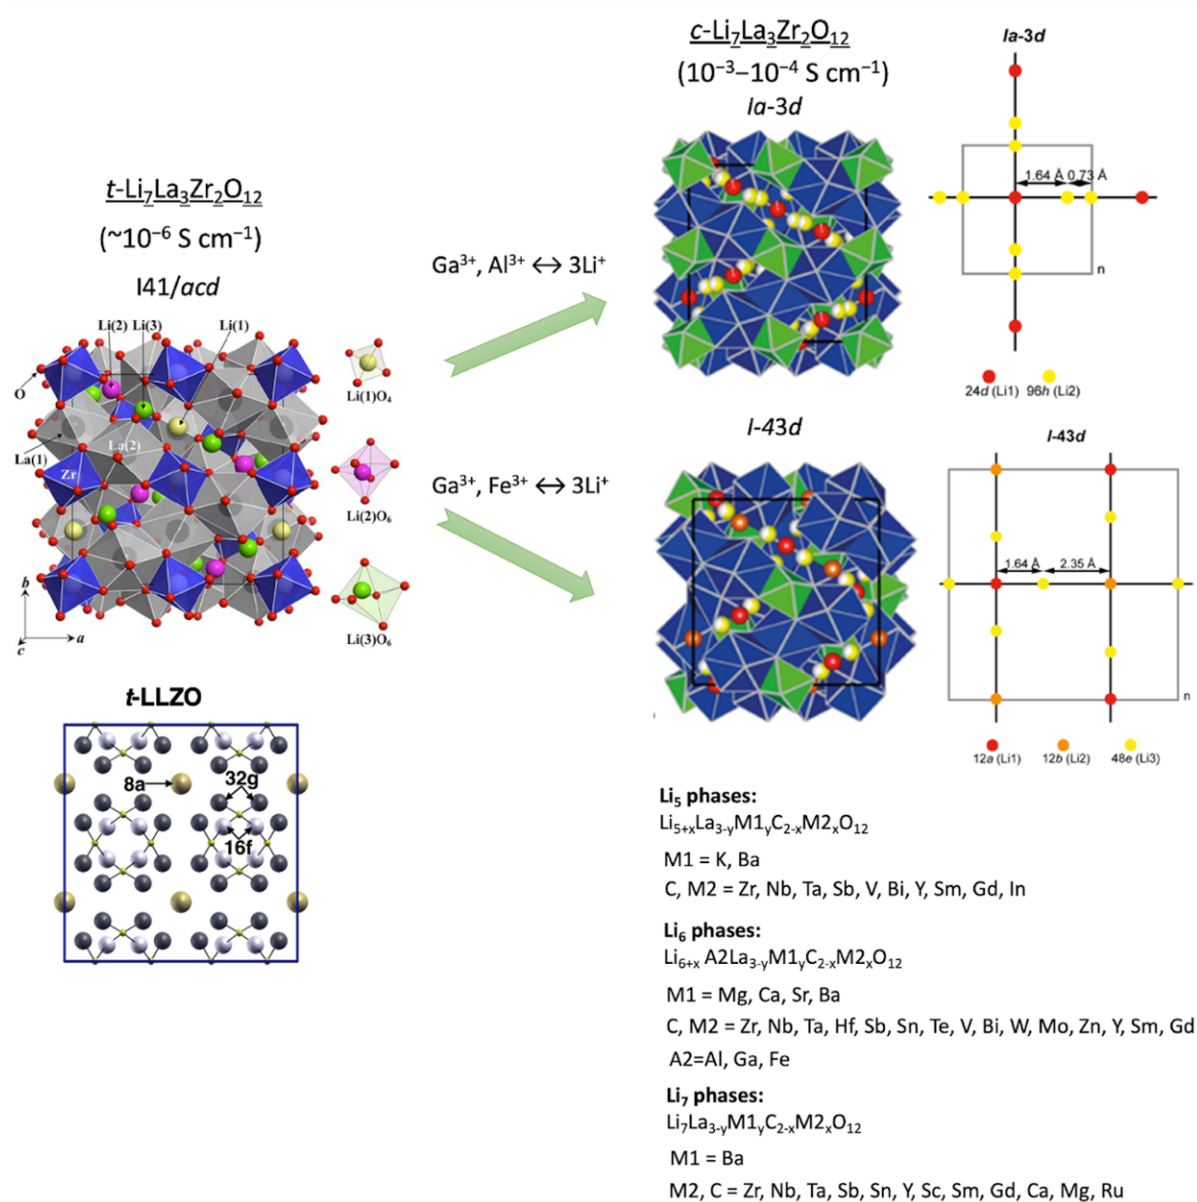 t-Li7La3Zr2O12
(~10⁻⁶ S cm⁻¹)
I41/acd
Li(2) Li(3) Li(1)
O
La(1)
La(2)
Zr
b
a
c
Li(1)O₄
Li(2)O₆
Li(3)O₆
t-LLZO
8a
32g
16f
Ga³⁺, Al³⁺ ↔ 3Li⁺
Ga³⁺, Fe³⁺ ↔ 3Li⁺
c-Li7La3Zr2O12
(10⁻³–10⁻⁴ S cm⁻¹)
Ia-3d
Ia-3d
1.64 Å 0.73 Å
n
24d (Li1) 96h (Li2)
I-43d
I-43d
1.64 Å 2.35 Å
n
12a (Li1) 12b (Li2) 48e (Li3)
Li₅ phases:
Li₅₊ₓLa₃₋yM1yC₂₋ₓM2ₓO₁₂
M1 = K, Ba
C, M2 = Zr, Nb, Ta, Sb, V, Bi, Y, Sm, Gd, In
Li₆ phases:
Li₆₊ₓ A2La₃₋yM1yC₂₋ₓM2ₓO₁₂
M1 = Mg, Ca, Sr, Ba
C, M2 = Zr, Nb, Ta, Hf, Sb, Sn, Te, V, Bi, W, Mo, Zn, Y, Sm, Gd
A2=Al, Ga, Fe
Li₇ phases:
Li₇La₃₋yM1yC₂₋ₓM2ₓO₁₂
M1 = Ba
M2, C = Zr, Nb, Ta, Sb, Sn, Y, Sc, Sm, Gd, Ca, Mg, Ru